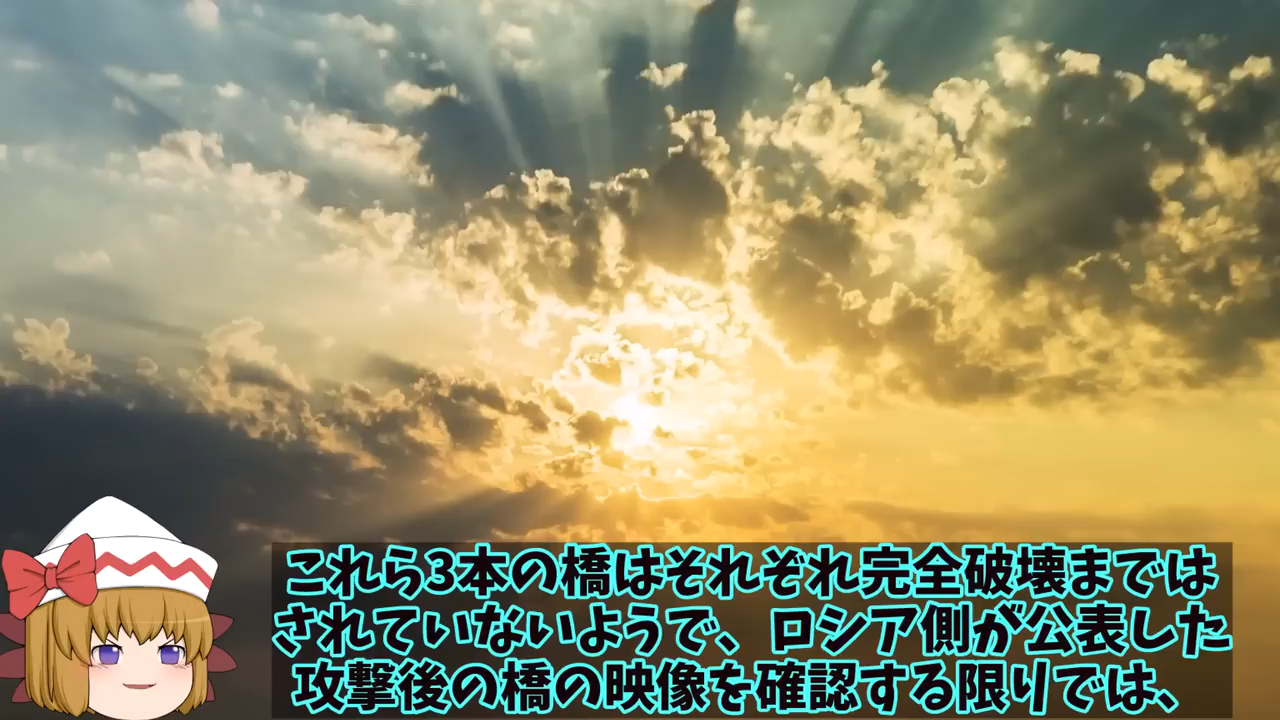 これら3本の橋はそれぞれ完全破壊までは
されていないようで、ロシア側が公表した
攻撃後の橋の映像を確認する限りでは、